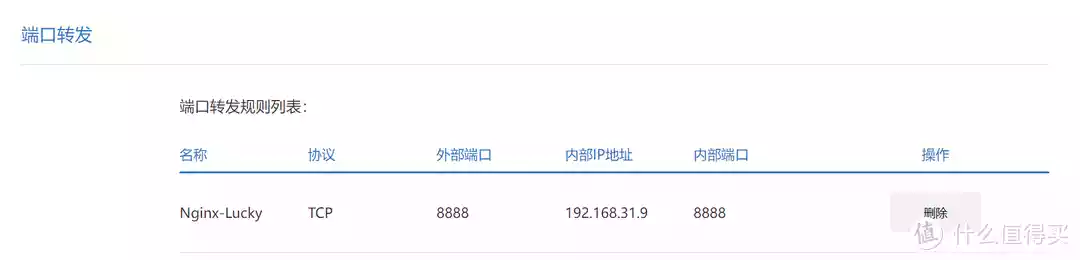 端口转发
端口转发规则列表：
名称 协议 外部端口 内部IP地址 内部端口 操作
Nginx-Lucky TCP 8888 192.168.31.9 8888 删除
值 什么值得买